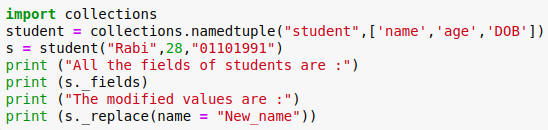 import collections
student = collections.namedtuple("student",['name','age','DOB'])
s = student("Rabi",28,"01101991")
print ("All the fields of students are :")
print (s._fields)
print ("The modified values are :")
print (s._replace(name = "New_name"))